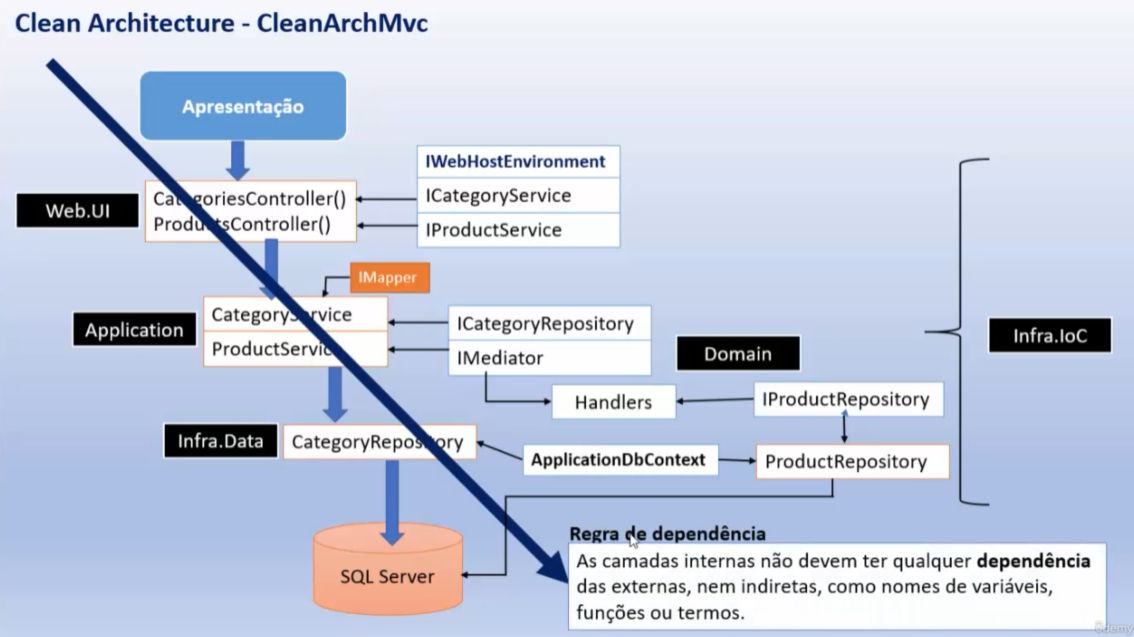 Clean Architecture - CleanArchMvc
Apresentação
IWebHostEnvironment
ICategoryService
IProductService
Web.UI
CategoriesController()
ProductsController()
IMapper
Application
CategoryService
ProductService
ICategoryRepository
IMediator
Domain
Infra.IoC
Handlers
IProductRepository
Infra.Data
CategoryRepository
ApplicationDbContext
ProductRepository
SQL Server
Regra de dependência
As camadas internas não devem ter qualquer dependência
das externas, nem indiretas, como nomes de variáveis,
funções ou termos.
ûdemy